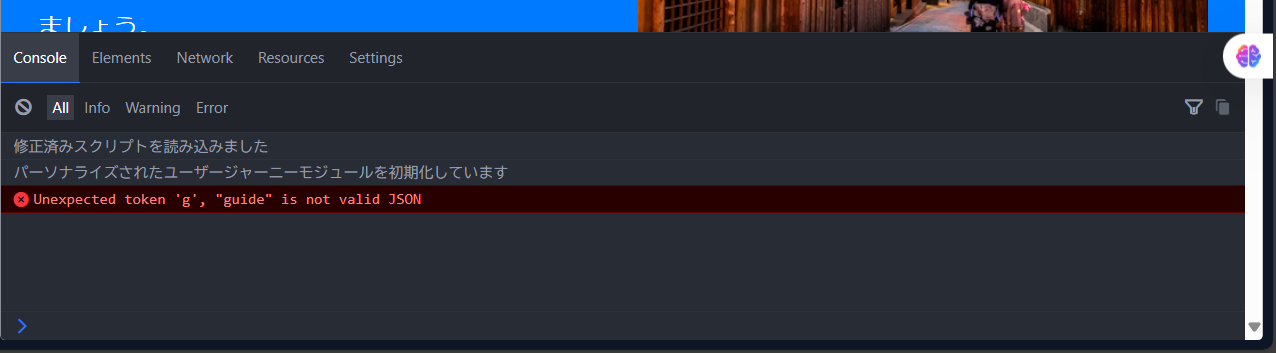 ましょう。
Console Elements Network Resources Settings
All Info Warning Error
修正済みスクリプトを読み込みました
パーソナライズされたユーザージャーニーモジュールを初期化しています
Unexpected token 'g', "guide" is not valid JSON